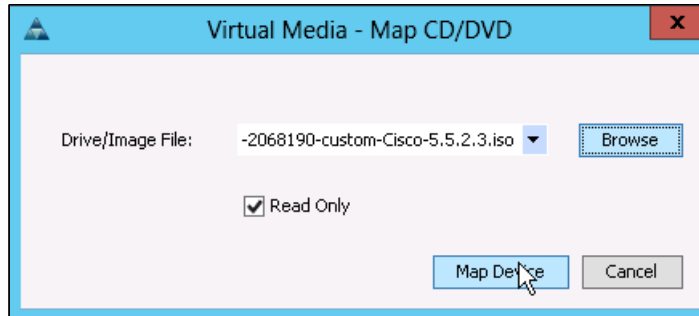 Virtual Media - Map CD/DVD
x
Drive/Image File: -2068190-custom-Cisco-5.5.2.3.iso Browse
Read Only
Map Device Cancel